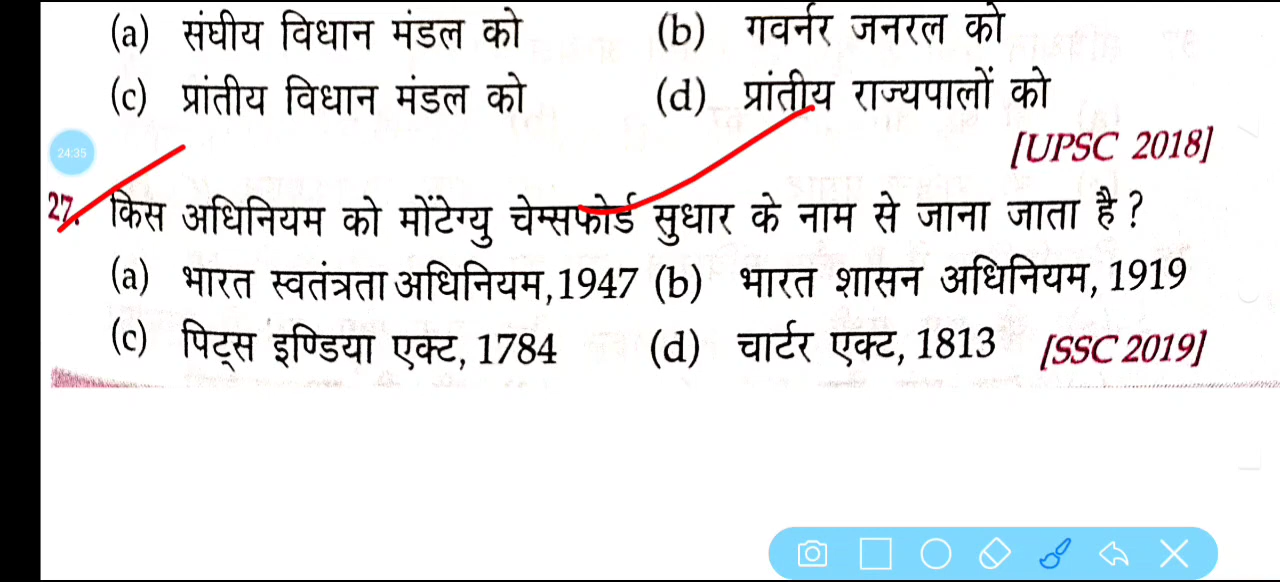 (a) संघीय विधान मंडल को (b) गवर्नर जनरल को
(c) प्रांतीय विधान मंडल को (d) प्रांतीय राज्यपालों को
[UPSC 2018]
24:35
27. किस अधिनियम को मोंटेग्यु चेम्सफोर्ड सुधार के नाम से जाना जाता है ?
(a) भारत स्वतंत्रता अधिनियम, 1947 (b) भारत शासन अधिनियम, 1919
(c) पिट्स इण्डिया एक्ट, 1784 (d) चार्टर एक्ट, 1813 [SSC 2019]